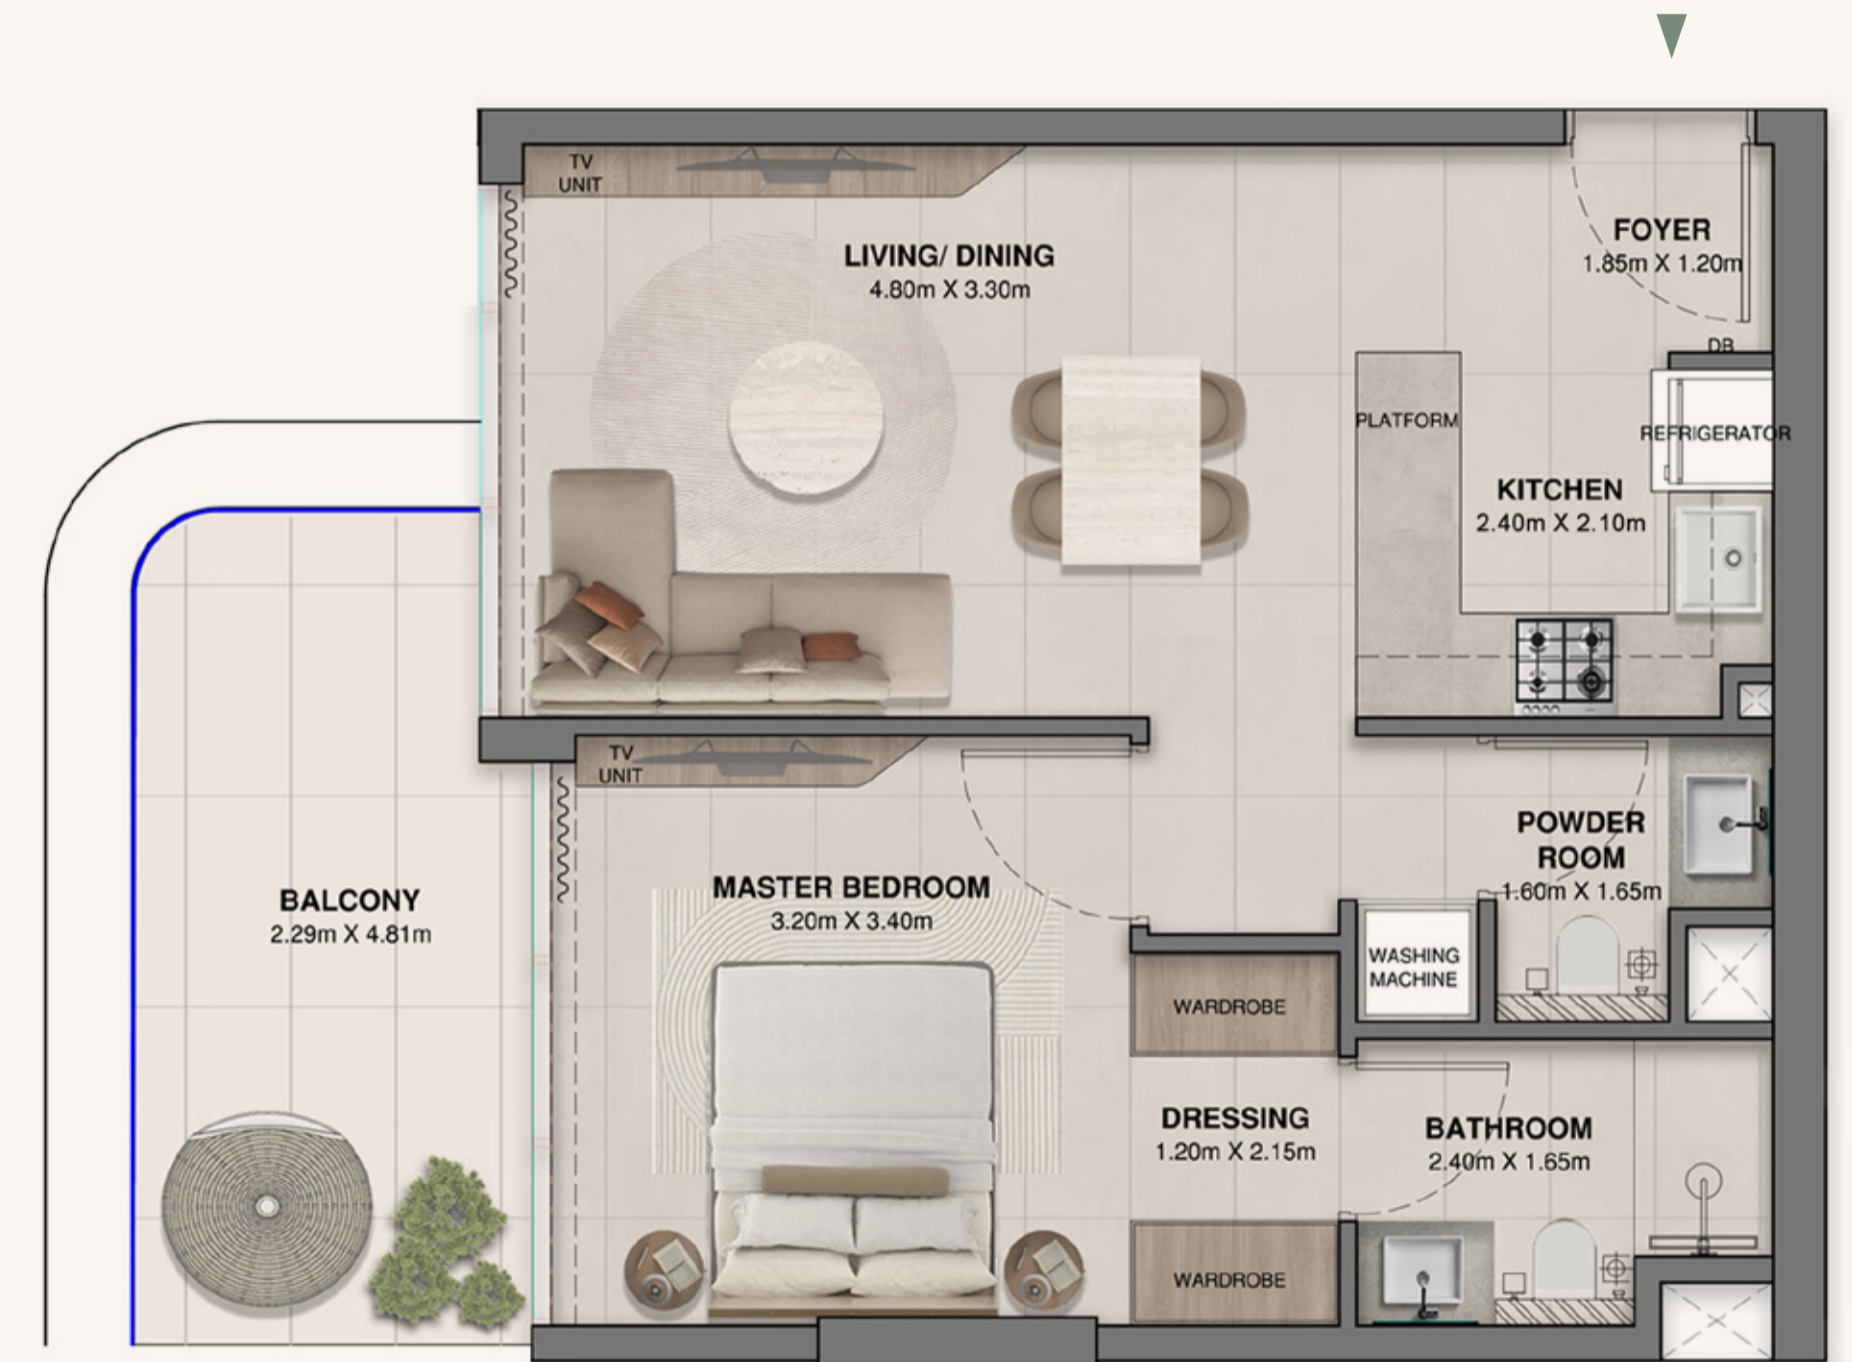 TV
UNIT
LIVING/ DINING
4.80m X 3.30m
FOYER
1.85m X 1.20m
DB
PLATFORM
REFRIGERATOR
KITCHEN
2.40m X 2.10m
TV
UNIT
POWDER
ROOM
1.60m X 1.65m
MASTER BEDROOM
3.20m X 3.40m
BALCONY
2.29m X 4.81m
WASHING
MACHINE
WARDROBE
DRESSING
1.20m X 2.15m
BATHROOM
2.40m X 1.65m
WARDROBE